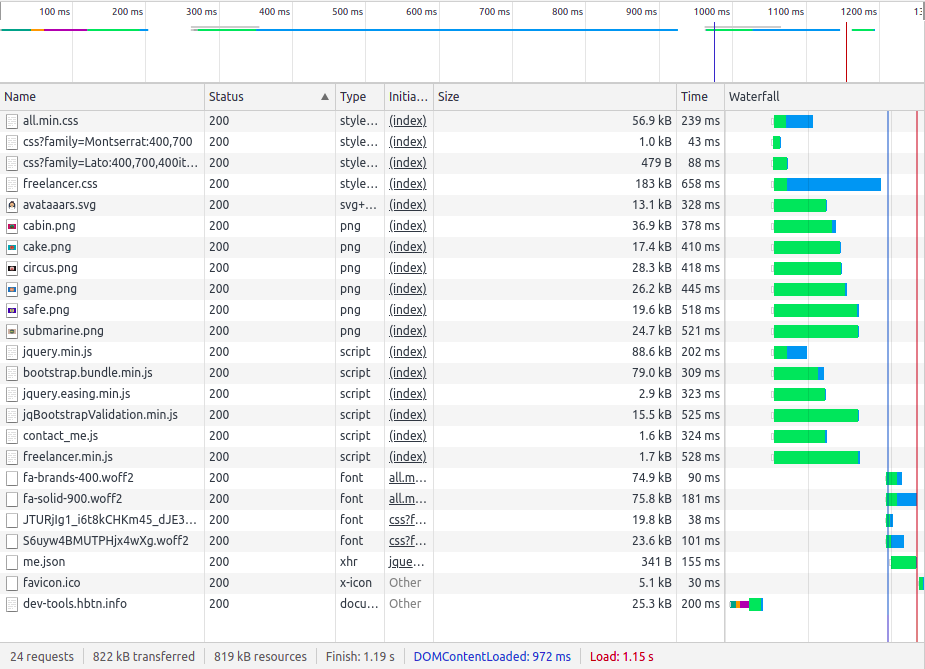 100 ms 200 ms 300 ms 400 ms 500 ms 600 ms 700 ms 800 ms 900 ms 1000 ms 1100 ms 1200 ms
Name Status ▲ Type Initia... Size Time Waterfall
all.min.css 200 style... (index) 56.9 kB 239 ms
css?family=Montserrat:400,700 200 style... (index) 1.0 kB 43 ms
css?family=Lato:400,700,400it... 200 style... (index) 479 B 88 ms
freelancer.css 200 style... (index) 183 kB 658 ms
avataaars.svg 200 svg+... (index) 13.1 kB 328 ms
cabin.png 200 png (index) 36.9 kB 378 ms
cake.png 200 png (index) 17.4 kB 410 ms
circus.png 200 png (index) 28.3 kB 418 ms
game.png 200 png (index) 26.2 kB 445 ms
safe.png 200 png (index) 19.6 kB 518 ms
submarine.png 200 png (index) 24.7 kB 521 ms
jquery.min.js 200 script (index) 88.6 kB 202 ms
bootstrap.bundle.min.js 200 script (index) 79.0 kB 309 ms
jquery.easing.min.js 200 script (index) 2.9 kB 323 ms
jqBootstrapValidation.min.js 200 script (index) 15.5 kB 525 ms
contact_me.js 200 script (index) 1.6 kB 324 ms
freelancer.min.js 200 script (index) 1.7 kB 528 ms
fa-brands-400.woff2 200 font all.m... 74.9 kB 90 ms
fa-solid-900.woff2 200 font all.m... 75.8 kB 181 ms
JTURjIg1_i6t8kCHKm45_dJE3... 200 font css?f... 19.8 kB 38 ms
S6uyw4BMUTPHjx4wXg.woff2 200 font css?f... 23.6 kB 101 ms
me.json 200 xhr jque... 341 B 155 ms
favicon.ico 200 x-icon Other 5.1 kB 30 ms
dev-tools.hbtn.info 200 docu... Other 25.3 kB 200 ms
24 requests 822 kB transferred 819 kB resources Finish: 1.19 s DOMContentLoaded: 972 ms Load: 1.15 s